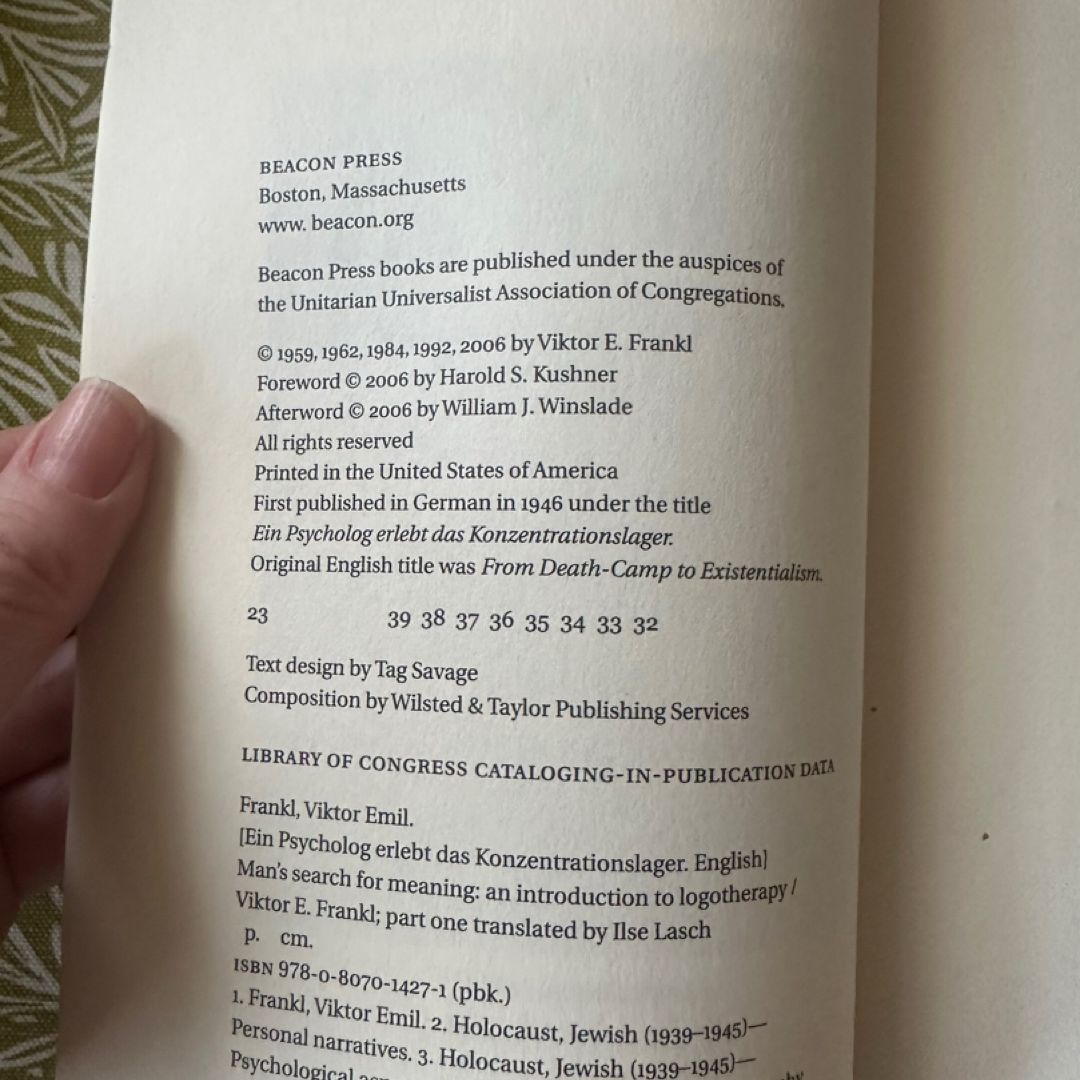 BEACON PRESS
Boston, Massachusetts
www. beacon.org
Beacon Press books are published under the auspices of
the Unitarian Universalist Association of Congregations.
© 1959, 1962, 1984, 1992, 2006 by Viktor E. Frankl
Foreword © 2006 by Harold S. Kushner
Afterword © 2006 by William J. Winslade
All rights reserved
Printed in the United States of America
First published in German in 1946 under the title
Ein Psycholog erlebt das Konzentrationslager.
Original English title was From Death-Camp to Existentialism.
23 39 38 37 36 35 34 33 32
Text design by Tag Savage
Composition by Wilsted & Taylor Publishing Services
LIBRARY OF CONGRESS CATALOGING-IN-PUBLICATION DATA
Frankl, Viktor Emil.
[Ein Psycholog erlebt das Konzentrationslager. English]
Man's search for meaning: an introduction to logotherapy /
Viktor E. Frankl; part one translated by Ilse Lasch
p. cm.
ISBN 978-0-8070-1427-1 (pbk.)
1. Frankl, Viktor Emil. 2. Holocaust, Jewish (1939–1945)—
Personal narratives. 3. Holocaust, Jewish (1939–1945)—
Psychological